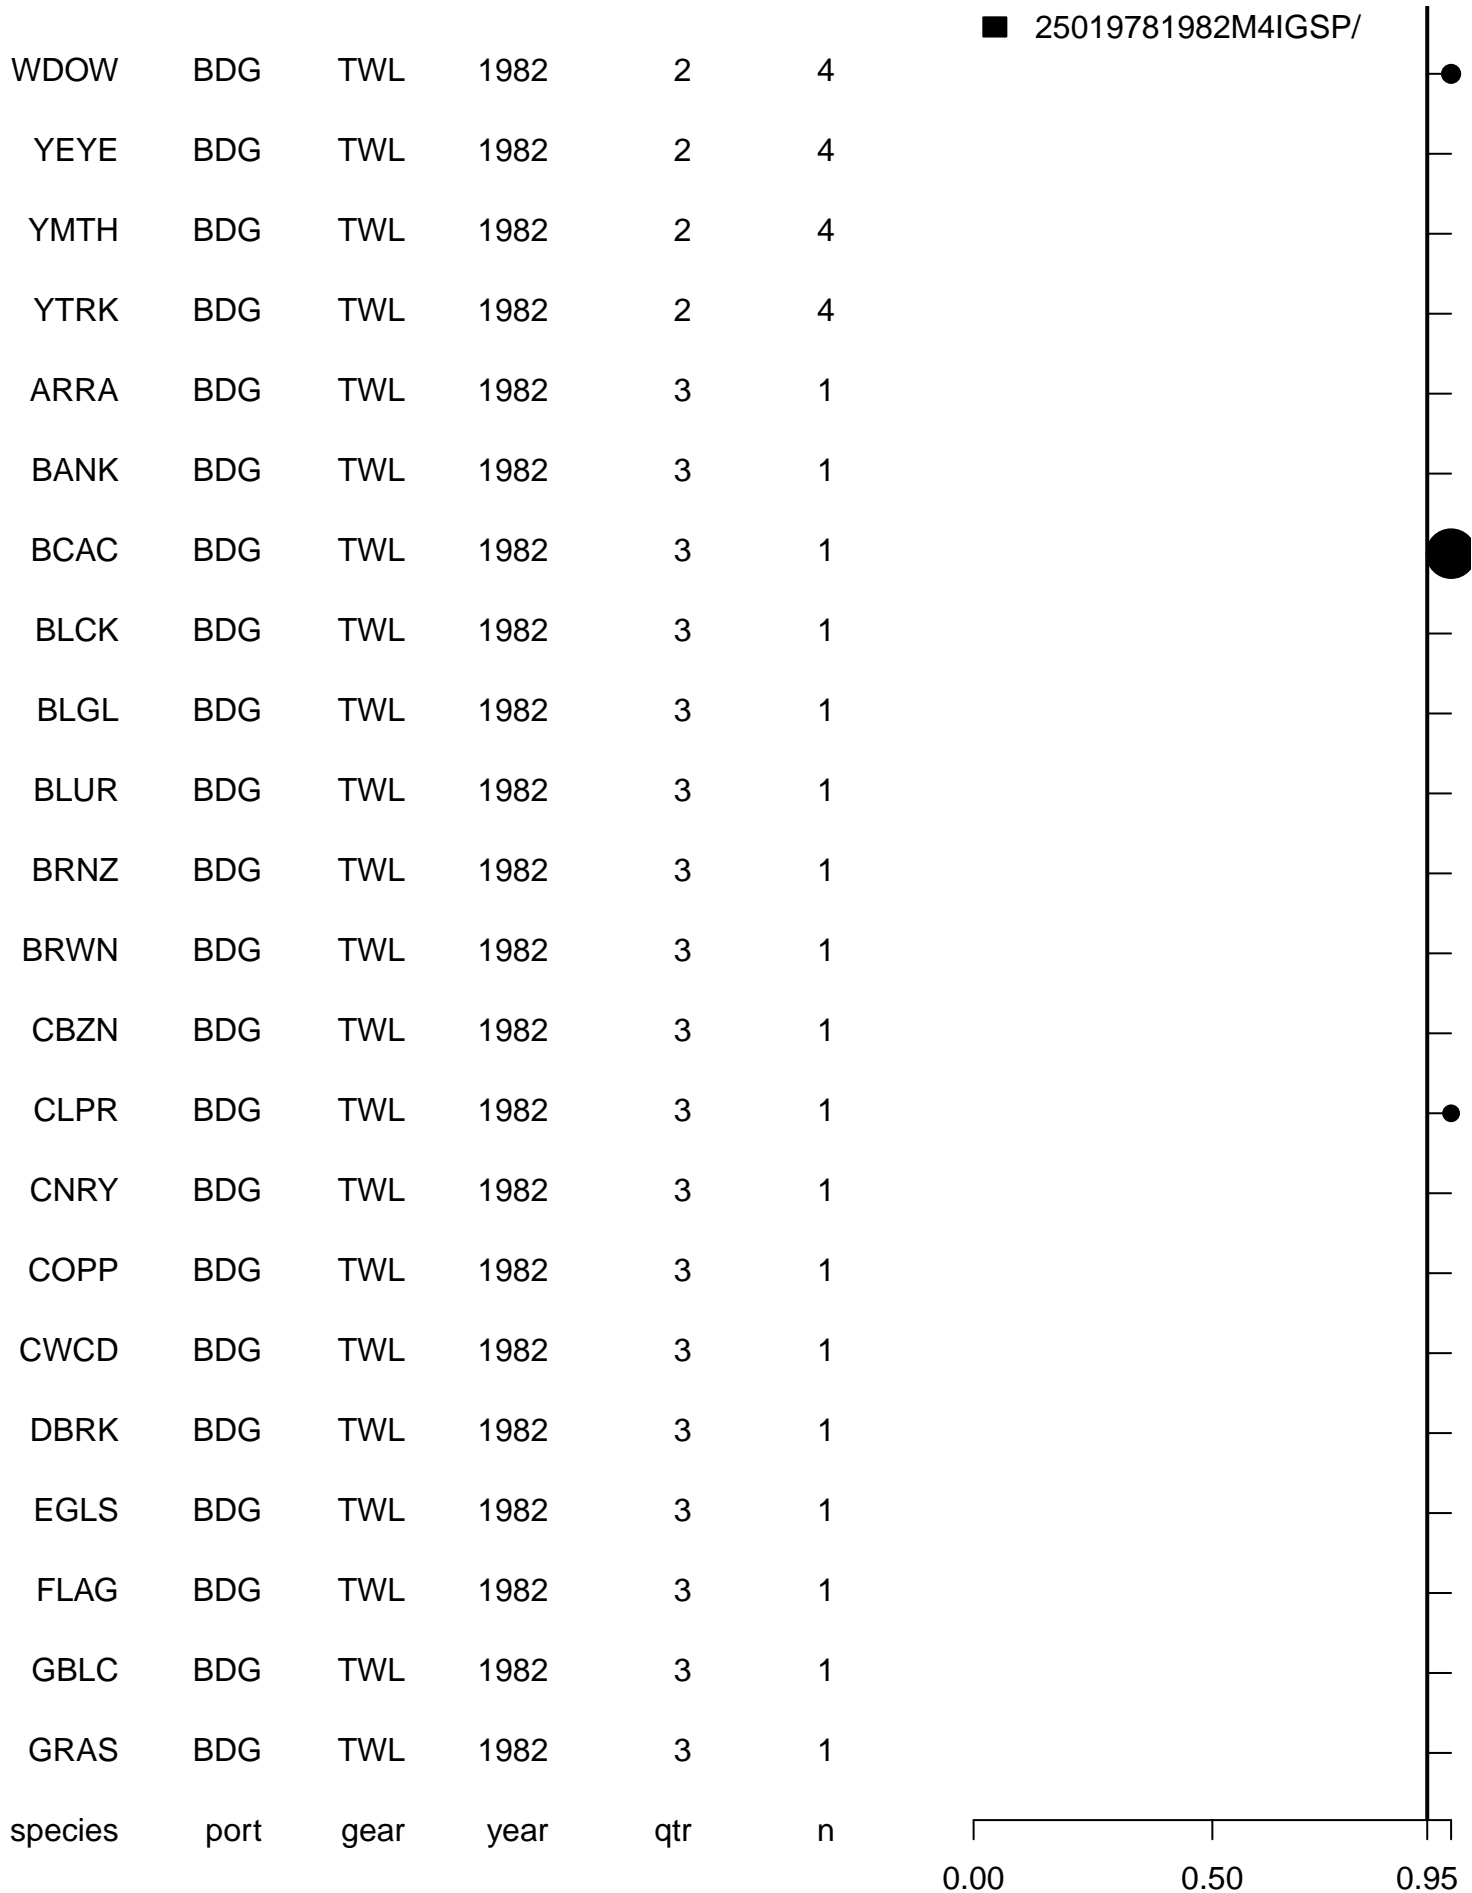 25019781982M4IGSP/
WDOW BDG TWL 1982 2 4
YEYE BDG TWL 1982 2 4
YMTH BDG TWL 1982 2 4
YTRK BDG TWL 1982 2 4
ARRA BDG TWL 1982 3 1
BANK BDG TWL 1982 3 1
BCAC BDG TWL 1982 3 1
BLCK BDG TWL 1982 3 1
BLGL BDG TWL 1982 3 1
BLUR BDG TWL 1982 3 1
BRNZ BDG TWL 1982 3 1
BRWN BDG TWL 1982 3 1
CBZN BDG TWL 1982 3 1
CLPR BDG TWL 1982 3 1
CNRY BDG TWL 1982 3 1
COPP BDG TWL 1982 3 1
CWCD BDG TWL 1982 3 1
DBRK BDG TWL 1982 3 1
EGLS BDG TWL 1982 3 1
FLAG BDG TWL 1982 3 1
GBLC BDG TWL 1982 3 1
GRAS BDG TWL 1982 3 1
species port gear year qtr n
0.00 0.50 0.95